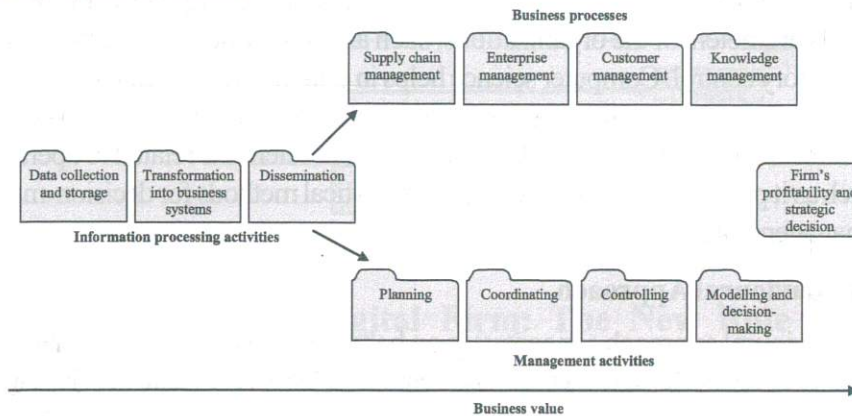 Business processes
Supply chain
management
Enterprise
management
Customer
management
Knowledge
management
Data collection
and storage
Transformation
into business
systems
Dissemination
Information processing activities
Firm's
profitability and
strategic
decision
Planning
Coordinating
Controlling
Modelling and
decision-
making
Management activities
Business value